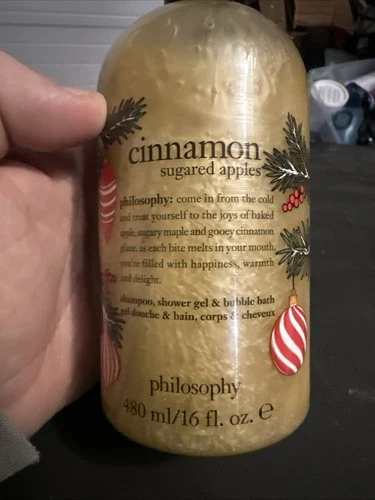 cinnamon
sugared apples
philosophy: come in from the cold
and treat yourself to the joys of baked
apple, sugary maple and gooey cinnamon
glaze. as each bite melts in your mouth,
you're filled with happiness, warmth
and delight.
shampoo, shower gel & bubble bath
gel douche & bain, corps & cheveux
philosophy
480 ml/16 fl. oz. ℮